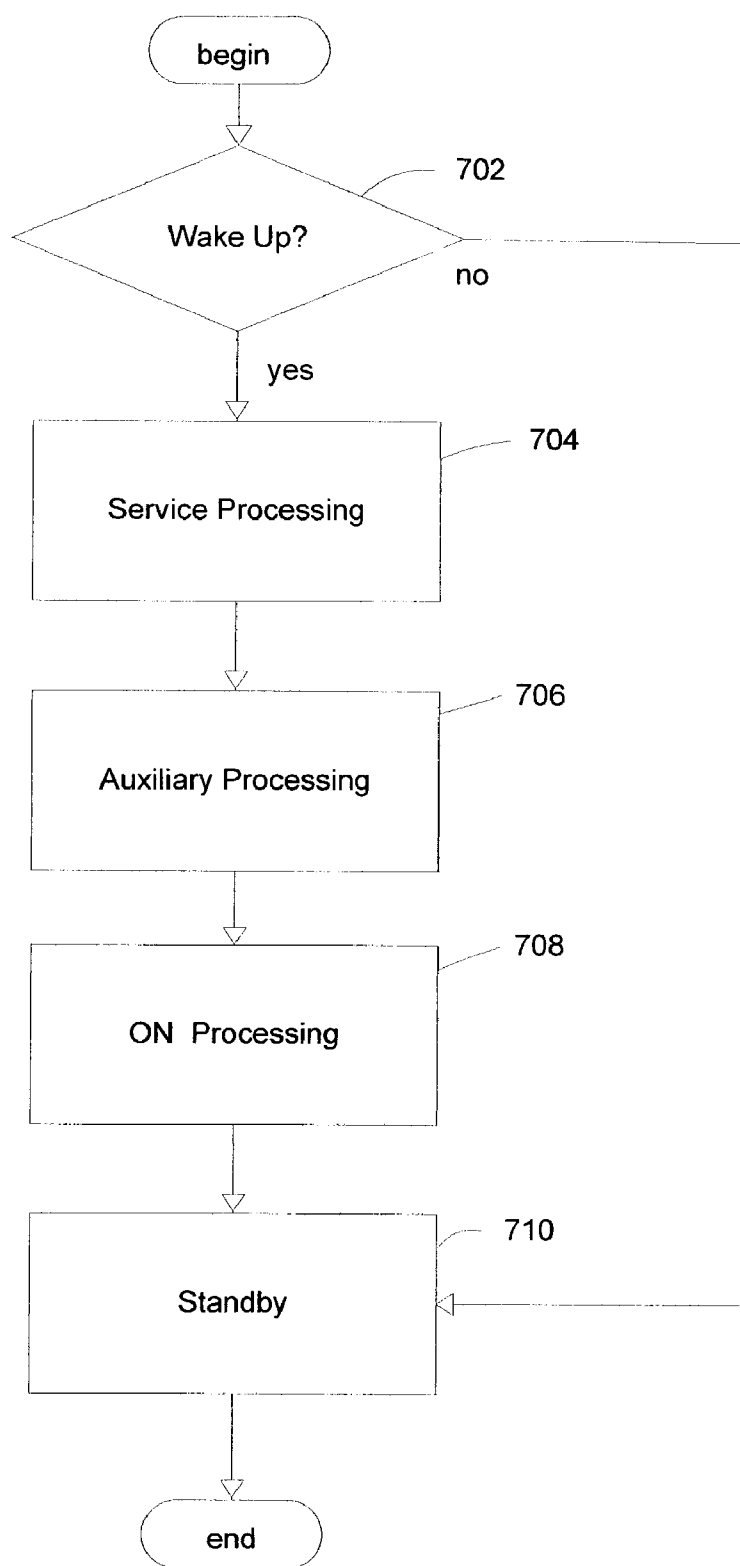 begin
702
Wake Up?
no
yes
704
Service Processing
706
Auxiliary Processing
708
ON Processing
710
Standby
end